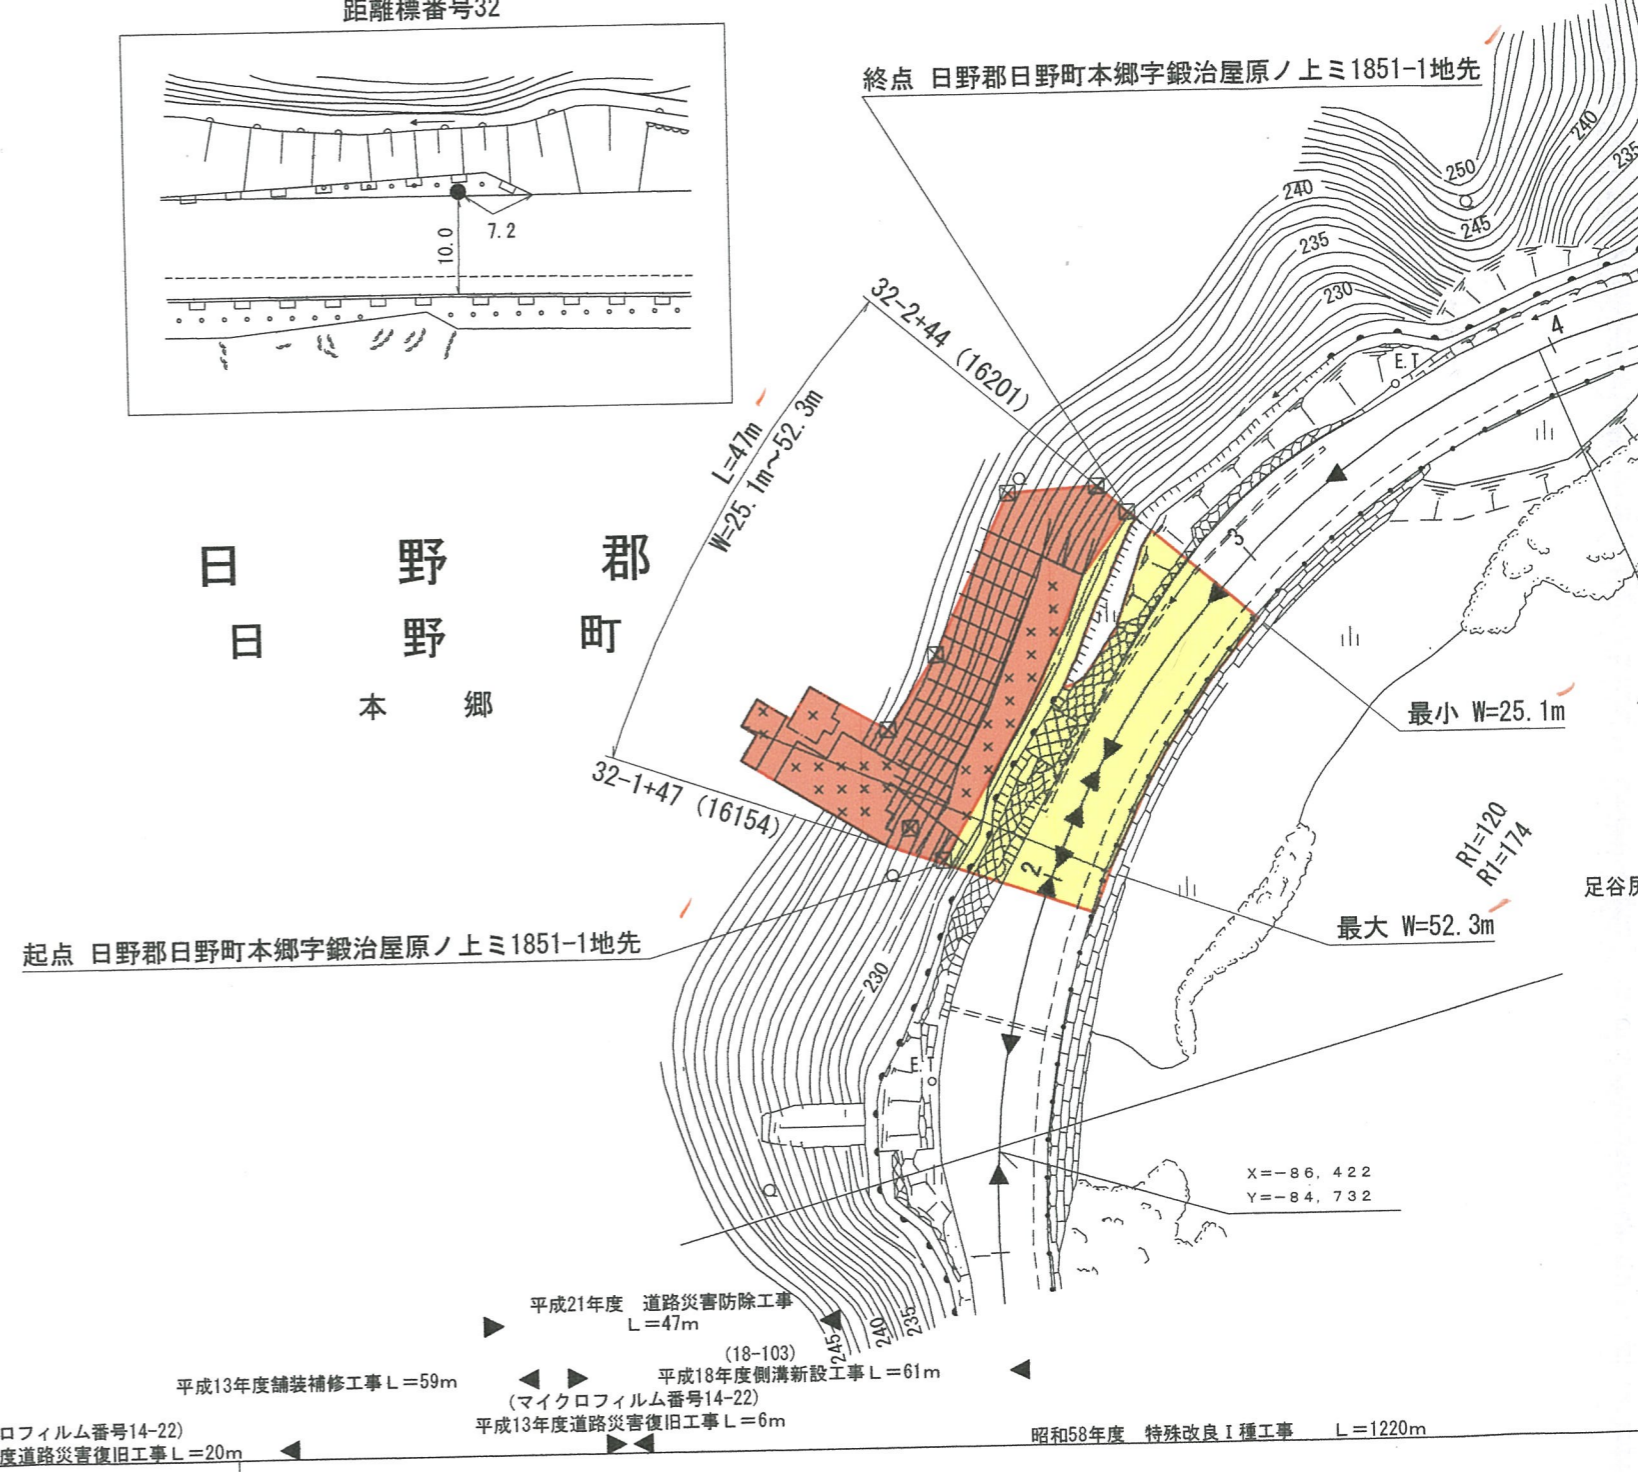 距離標番号32
10.0
7.2
終点 日野郡日野町本郷字鍛治屋原ノ上ミ1851-1地先
240
235
250
240
245
235
230
32-2+44 (16201)
L=47m
W=25.1m～52.3m
E.T
4
3
日 野 郡
日 野 町
本 郷
最小 W=25.1m
32-1+47 (16154)
2
R1=120
R1=174
最大 W=52.3m
起点 日野郡日野町本郷字鍛治屋原ノ上ミ1851-1地先
230
E.T
X=-86, 422
Y=-84, 732
平成21年度 道路災害防除工事
L=47m
245
240
235
(18-103)
平成13年度舗装補修工事L=59m
平成18年度側溝新設工事L=61m
(マイクロフィルム番号14-22)
平成13年度道路災害復旧工事L=6m
ロフィルム番号14-22)
度道路災害復旧工事L=20m
昭和58年度 特殊改良Ⅰ種工事 L=1220m